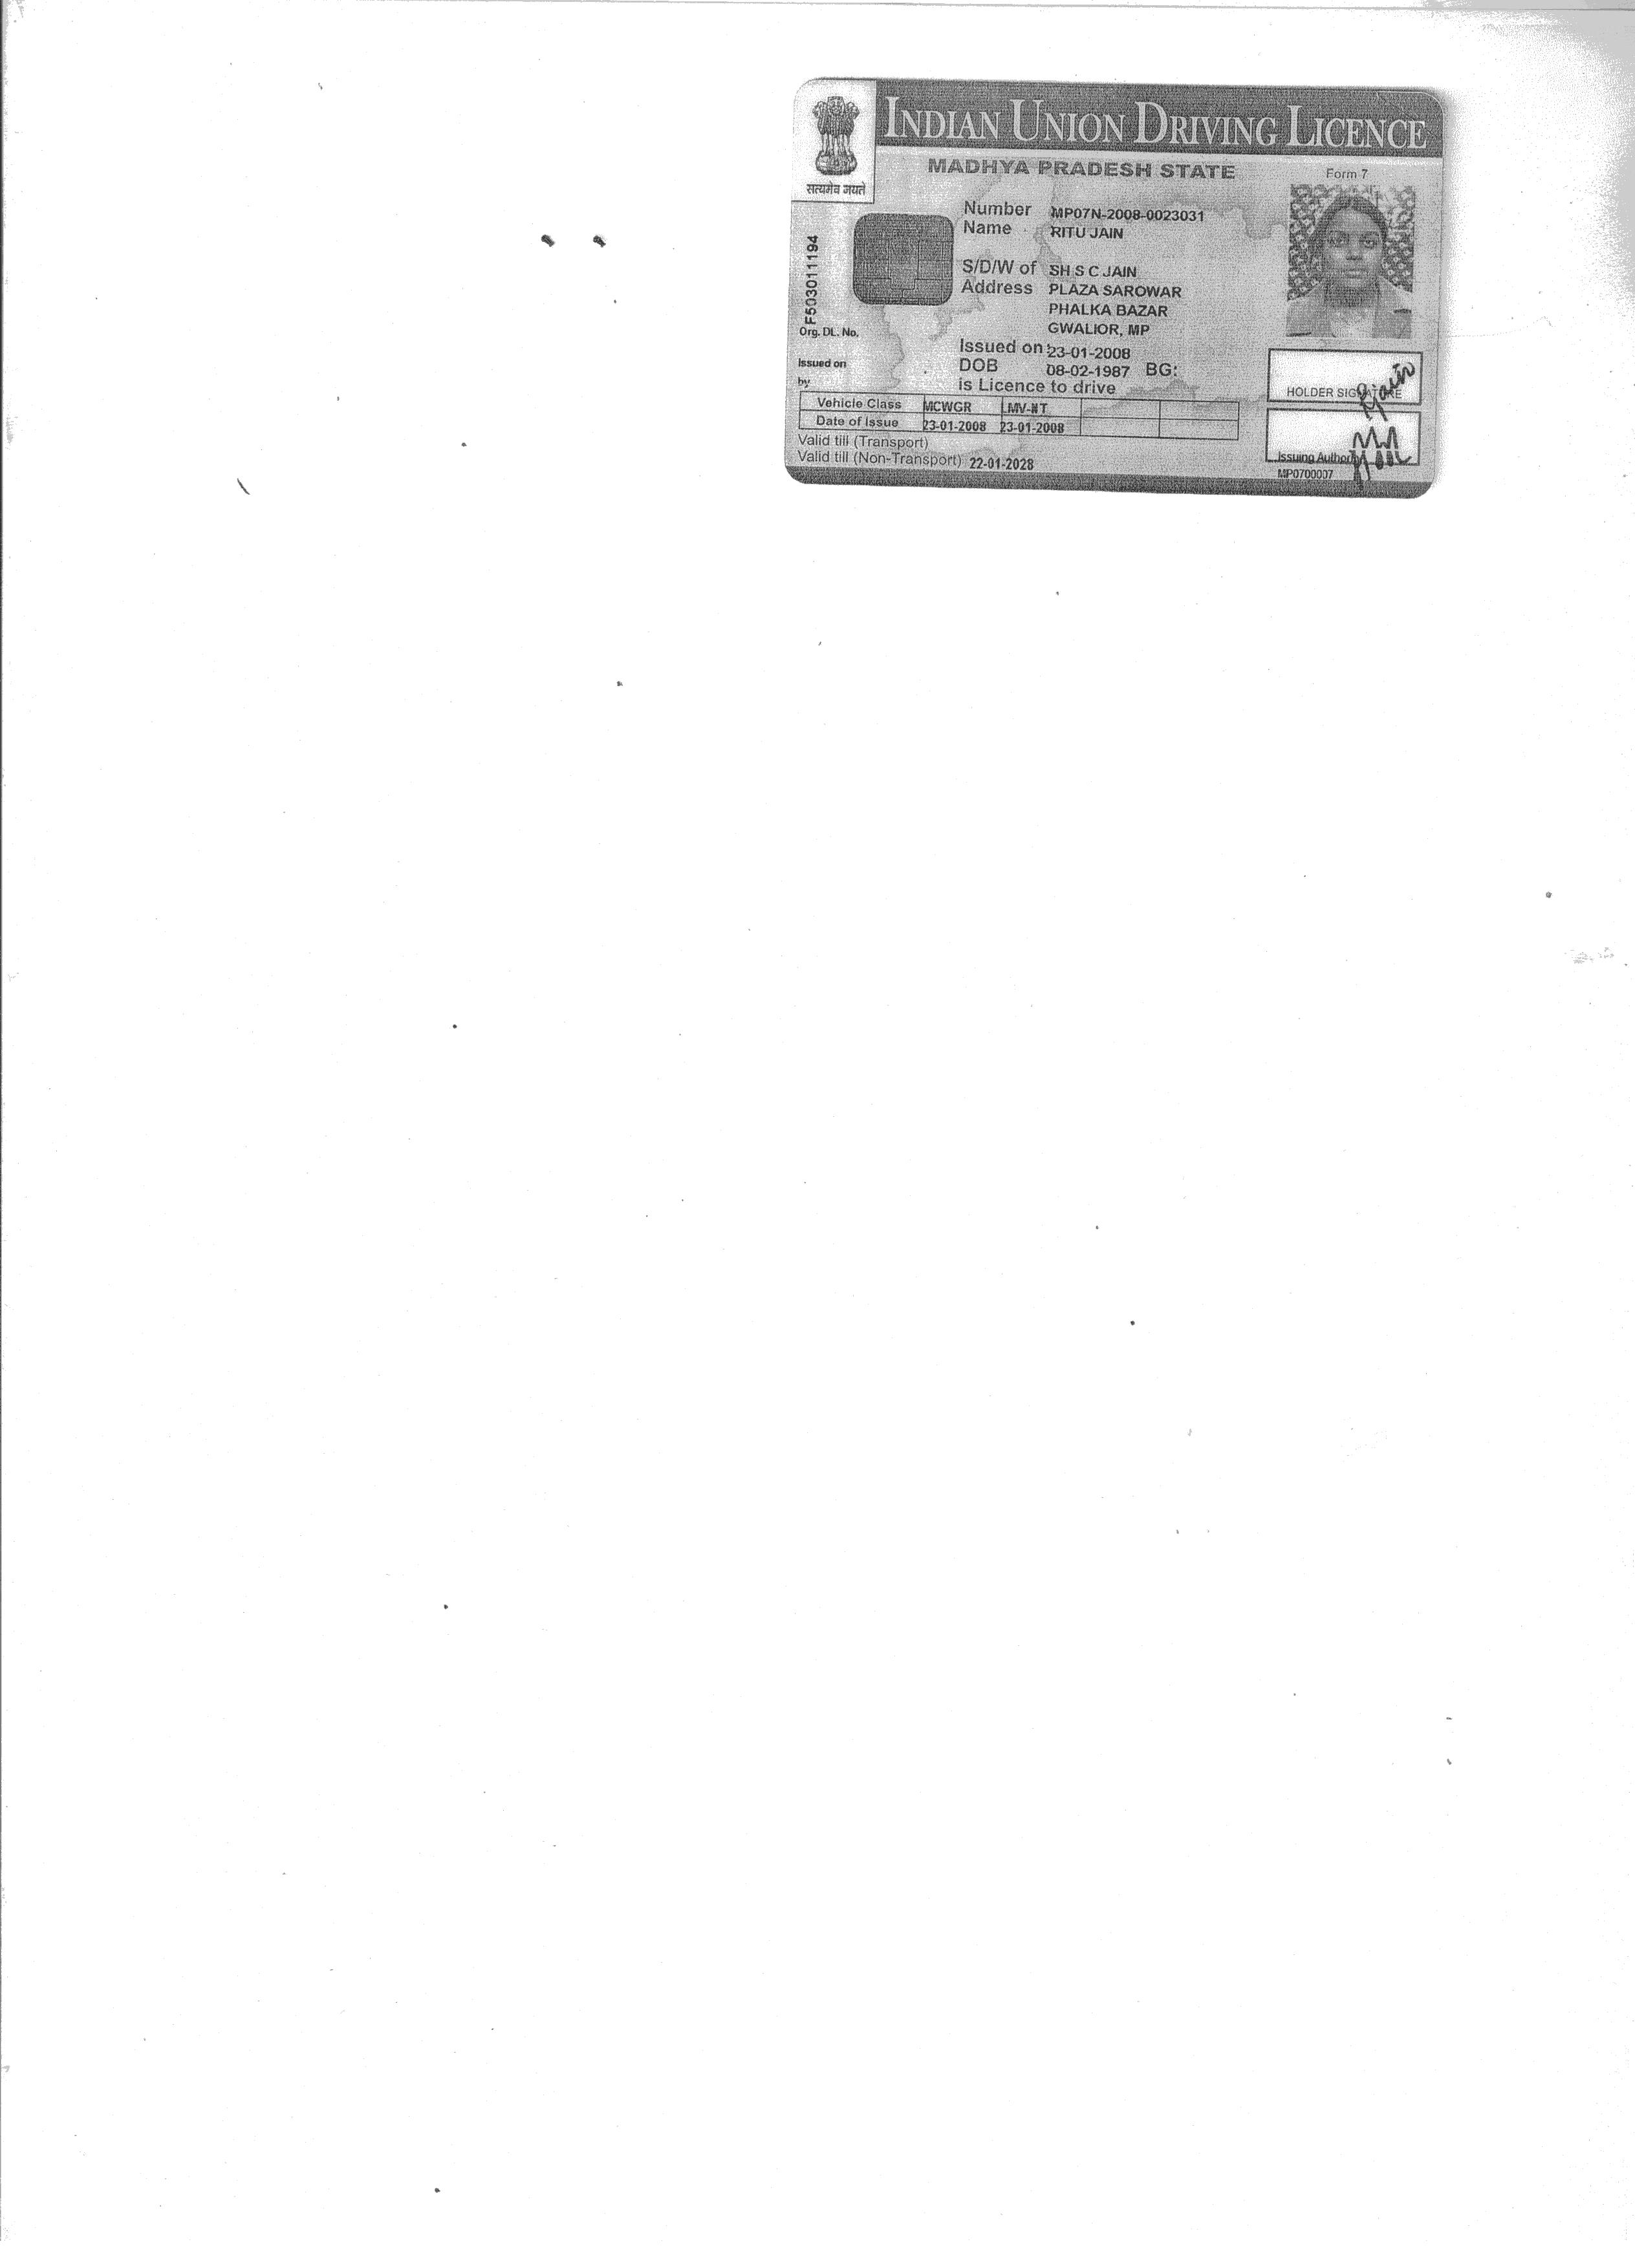 INDIAN UNION DRIVING LICENCE
MADHYA PRADESH STATE
Form 7
सत्यमेव जयते
Number MP07N-2008-0023031
Name RITU JAIN
S/D/W of SH S C JAIN
Address PLAZA SAROWAR
PHALKA BAZAR
GWALIOR, MP
F503011194
Org. DL. No.
Issued on 23-01-2008
Issued on
DOB 08-02-1987 BG:
by
is Licence to drive
HOLDER SIGNATURE
RJain
Vehicle Class MCWGR LMV-NT
Date of Issue 23-01-2008 23-01-2008
Valid till (Transport)
Valid till (Non-Transport) 22-01-2028
Issuing Authority
MP0700007